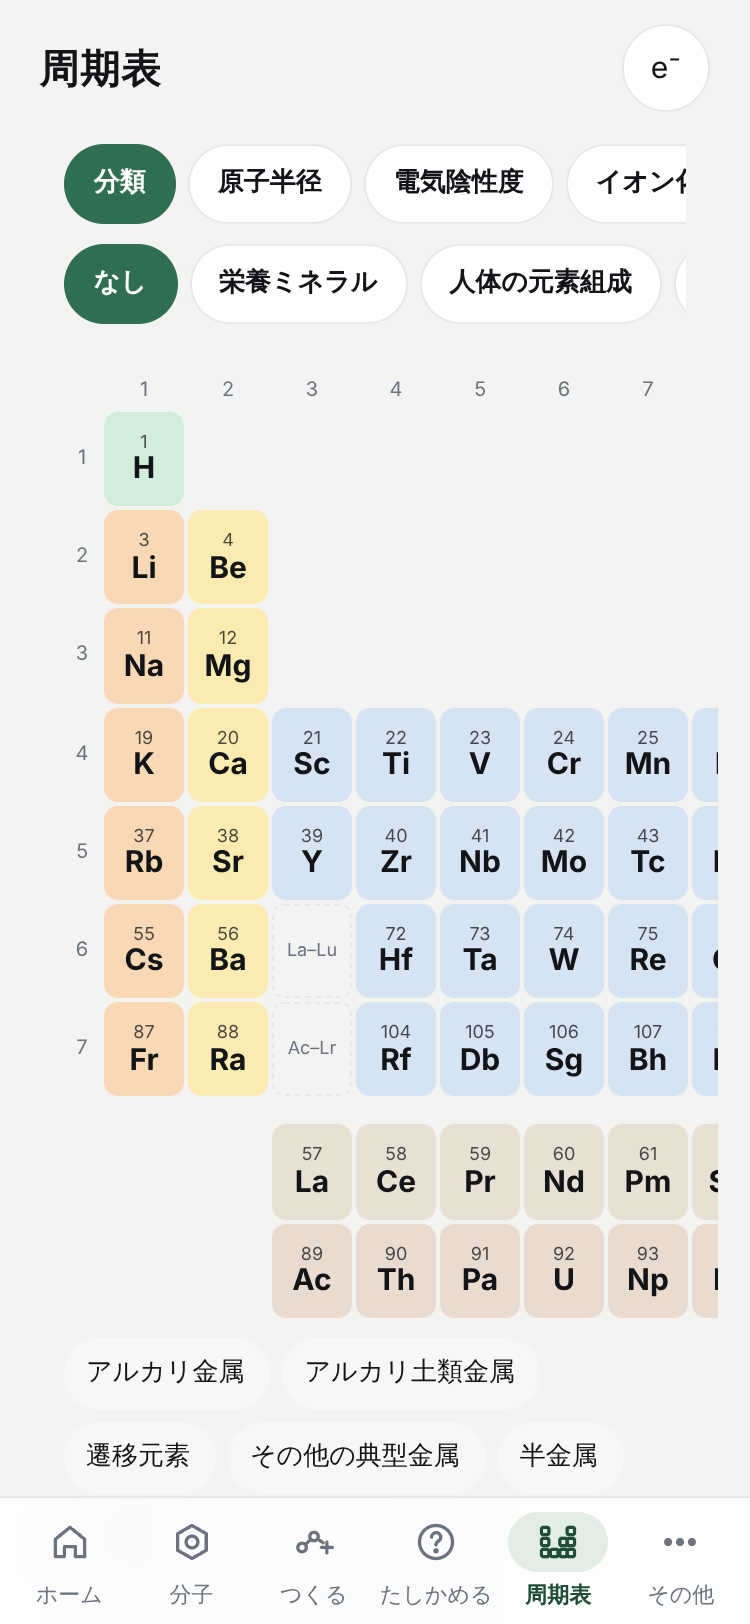 周期表
e⁻
分類 原子半径 電気陰性度 イオン
なし 栄養ミネラル 人体の元素組成
1 2 3 4 5 6 7
1
1
H
2
3 4
Li Be
3
11 12
Na Mg
4
19 20 21 22 23 24 25
K Ca Sc Ti V Cr Mn
5
37 38 39 40 41 42 43
Rb Sr Y Zr Nb Mo Tc
6
55 56 72 73 74 75
Cs Ba La–Lu Hf Ta W Re
7
87 88 104 105 106 107
Fr Ra Ac–Lr Rf Db Sg Bh
57 58 59 60 61
La Ce Pr Nd Pm
89 90 91 92 93
Ac Th Pa U Np
アルカリ金属 アルカリ土類金属
遷移元素 その他の典型金属 半金属
ホーム 分子 つくる たしかめる 周期表 その他